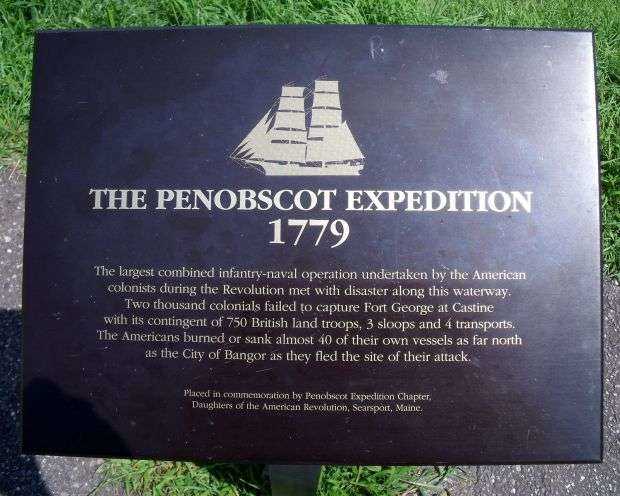 THE PENOBSCOT EXPEDITION
1779
The largest combined infantry-naval operation undertaken by the American
colonists during the Revolution met with disaster along this waterway.
Two thousand colonials failed to capture Fort George at Castine
with its contingent of 750 British land troops, 3 sloops and 4 transports.
The Americans burned or sank almost 40 of their own vessels as far north
as the City of Bangor as they fled the site of their attack.
Placed in commemoration by Penobscot Expedition Chapter,
Daughters of the American Revolution, Searsport, Maine.